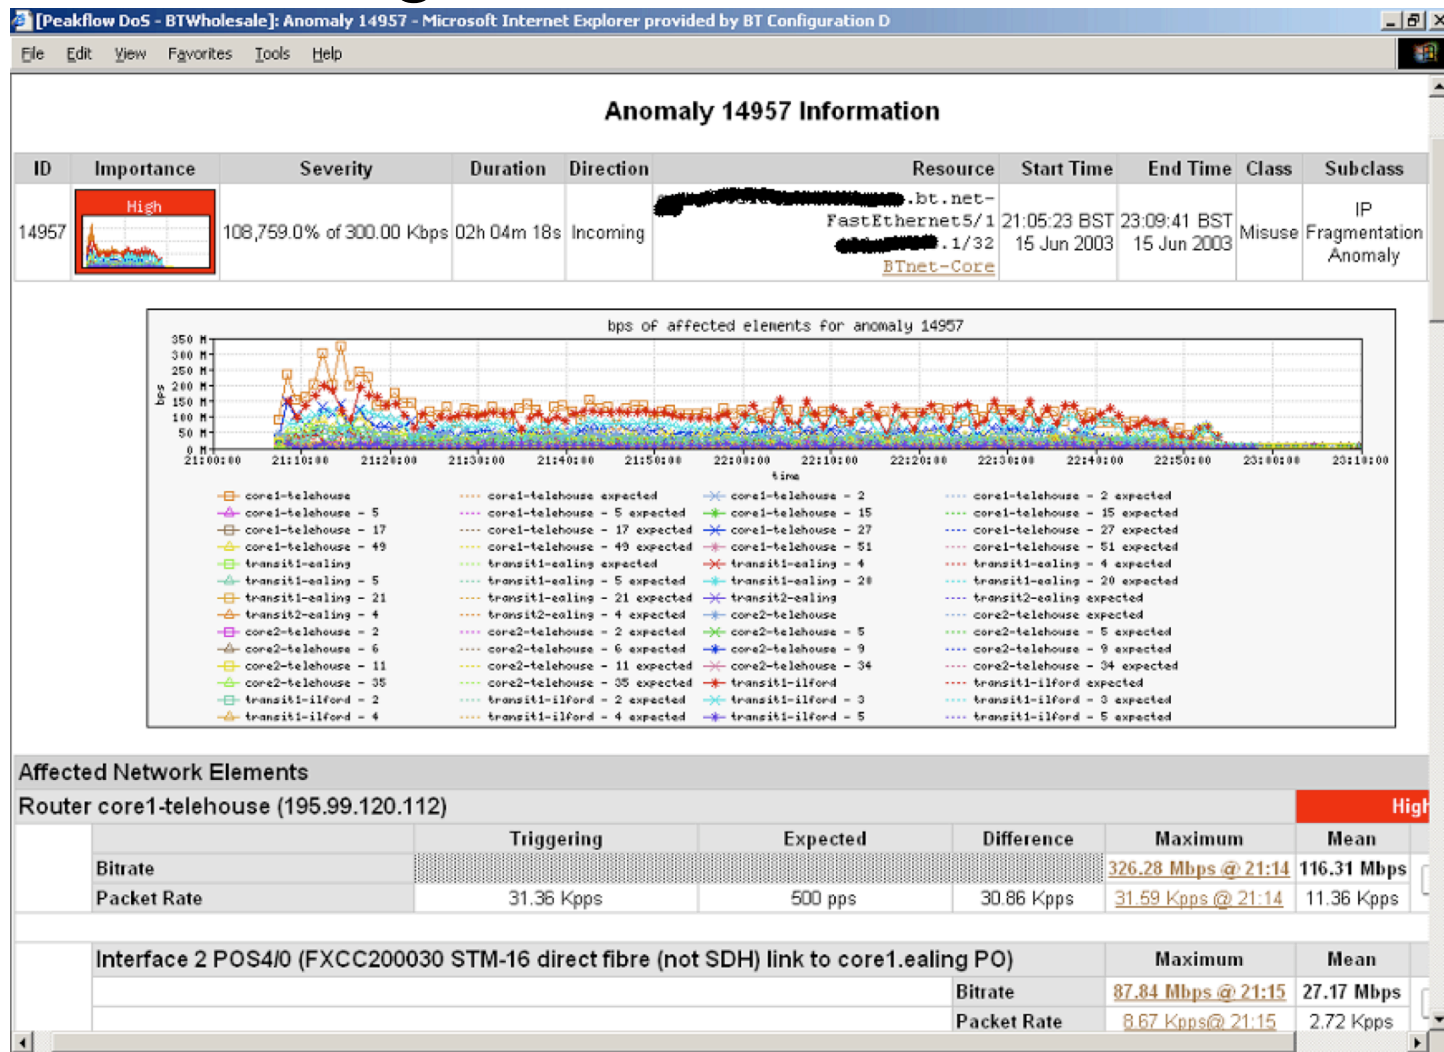 [Peakflow DoS - BTWholesale]: Anomaly 14957 - Microsoft Internet Explorer provided by BT Configuration D
File Edit View Favorites Tools Help
Anomaly 14957 Information
ID Importance Severity Duration Direction Resource Start Time End Time Class Subclass
14957 High 108,759.0% of 300.00 Kbps 02h 04m 18s Incoming .bt.net-FastEthernet5/1 .1/32 BTnet-Core 21:05:23 BST 15 Jun 2003 23:09:41 BST 15 Jun 2003 Misuse IP Fragmentation Anomaly
bps of affected elements for anomaly 14957
350 M
300 M
250 M
200 M
150 M
100 M
50 M
0 M
bps
21:00:00 21:10:00 21:20:00 21:30:00 21:40:00 21:50:00 22:00:00 22:10:00 22:20:00 22:30:00 22:40:00 22:50:00 23:00:00 23:10:00
time
core1-telehouse core1-telehouse expected core1-telehouse - 2 core1-telehouse - 2 expected
core1-telehouse - 5 core1-telehouse - 5 expected core1-telehouse - 15 core1-telehouse - 15 expected
core1-telehouse - 17 core1-telehouse - 17 expected core1-telehouse - 27 core1-telehouse - 27 expected
core1-telehouse - 49 core1-telehouse - 49 expected core1-telehouse - 51 core1-telehouse - 51 expected
transit1-ealing transit1-ealing expected transit1-ealing - 4 transit1-ealing - 4 expected
transit1-ealing - 5 transit1-ealing - 5 expected transit1-ealing - 20 transit1-ealing - 20 expected
transit1-ealing - 21 transit1-ealing - 21 expected transit2-ealing transit2-ealing expected
transit2-ealing - 4 transit2-ealing - 4 expected core2-telehouse core2-telehouse expected
core2-telehouse - 2 core2-telehouse - 2 expected core2-telehouse - 5 core2-telehouse - 5 expected
core2-telehouse - 6 core2-telehouse - 6 expected core2-telehouse - 9 core2-telehouse - 9 expected
core2-telehouse - 11 core2-telehouse - 11 expected core2-telehouse - 34 core2-telehouse - 34 expected
core2-telehouse - 35 core2-telehouse - 35 expected transit1-ilford transit1-ilford expected
transit1-ilford - 2 transit1-ilford - 2 expected transit1-ilford - 3 transit1-ilford - 3 expected
transit1-ilford - 4 transit1-ilford - 4 expected transit1-ilford - 5 transit1-ilford - 5 expected
Affected Network Elements
Router core1-telehouse (195.99.120.112) High
Triggering Expected Difference Maximum Mean
Bitrate 326.28 Mbps @ 21:14 116.31 Mbps
Packet Rate 31.36 Kpps 500 pps 30.86 Kpps 31.59 Kpps @ 21:14 11.36 Kpps
Interface 2 POS4/0 (FXCC200030 STM-16 direct fibre (not SDH) link to core1.ealing PO) Maximum Mean
Bitrate 87.84 Mbps @ 21:15 27.17 Mbps
Packet Rate 8.67 Kpps@ 21:15 2.72 Kpps